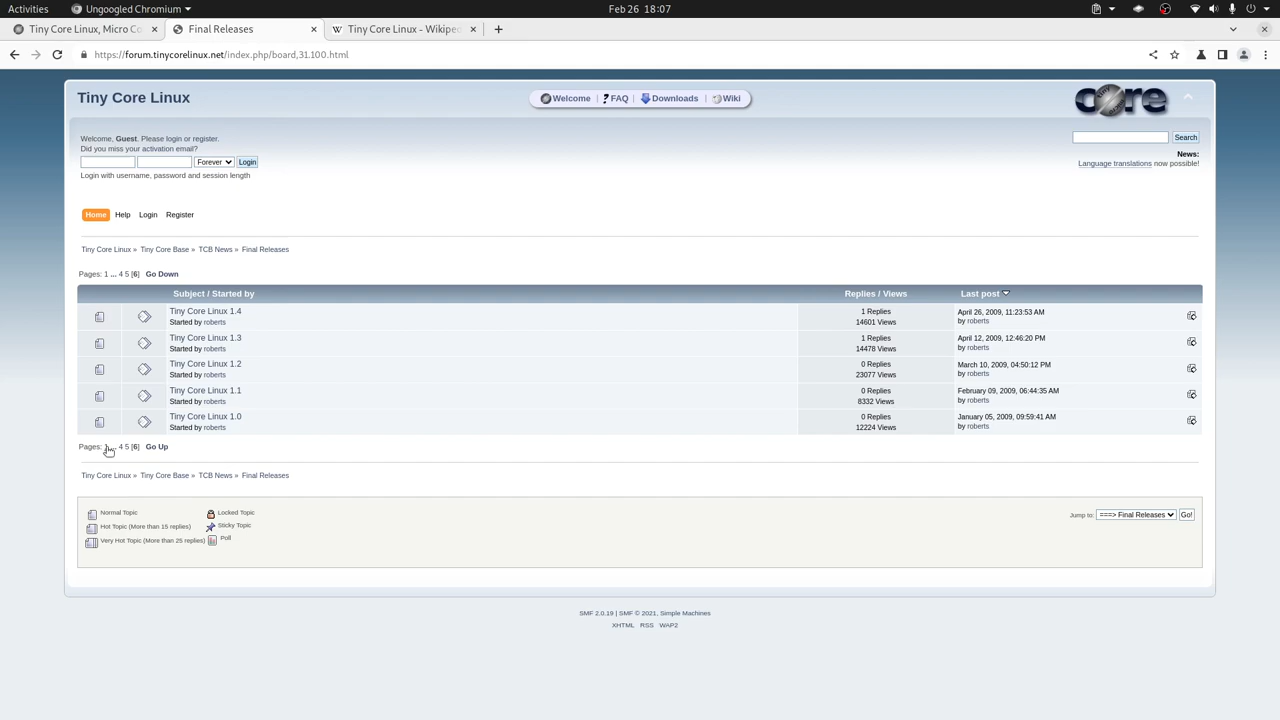 Activities Ungoogled Chromium Feb 26 18:07
Tiny Core Linux, Micro Co Final Releases Tiny Core Linux - Wikiped
https://forum.tinycorelinux.net/index.php/board,31.100.html
Tiny Core Linux
Welcome | FAQ | Downloads | Wiki
core
Welcome, Guest. Please login or register.
Did you miss your activation email?
Forever Login
Login with username, password and session length
Search
News:
Language translations now possible!
Home Help Login Register
Tiny Core Linux » Tiny Core Base » TCB News » Final Releases
Pages: 1 ... 4 5 [6] Go Down
Subject / Started by Replies / Views Last post
Tiny Core Linux 1.4 1 Replies April 26, 2009, 11:23:53 AM
Started by roberts 14601 Views by roberts
Tiny Core Linux 1.3 1 Replies April 12, 2009, 12:46:20 PM
Started by roberts 14478 Views by roberts
Tiny Core Linux 1.2 0 Replies March 10, 2009, 04:50:12 PM
Started by roberts 23077 Views by roberts
Tiny Core Linux 1.1 0 Replies February 09, 2009, 06:44:35 AM
Started by roberts 8332 Views by roberts
Tiny Core Linux 1.0 0 Replies January 05, 2009, 09:59:41 AM
Started by roberts 12224 Views by roberts
Pages: 1 ... 4 5 [6] Go Up
Tiny Core Linux » Tiny Core Base » TCB News » Final Releases
Normal Topic Locked Topic
Hot Topic (More than 15 replies) Sticky Topic
Very Hot Topic (More than 25 replies) Poll
Jump to: ===> Final Releases Go!
SMF 2.0.19 | SMF © 2021, Simple Machines
XHTML RSS WAP2